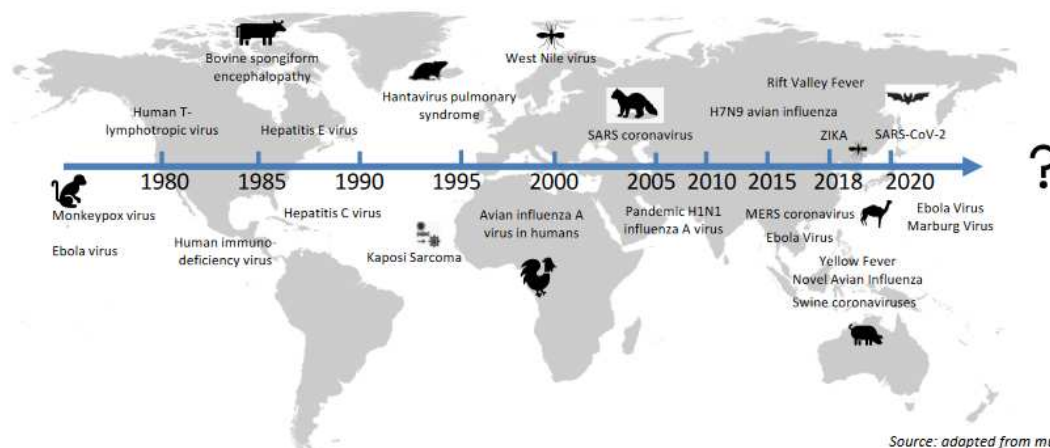 Bovine spongiform
encephalopathy
West Nile virus
Hantavirus pulmonary
syndrome
Rift Valley Fever
H7N9 avian influenza
Human T-
lymphotropic virus
Hepatitis E virus
SARS coronavirus
ZIKA
SARS-CoV-2
1980
1985
1990
1995
2000
2005
2010
2015
2018
2020
?
Monkeypox virus
Hepatitis C virus
Avian influenza A
virus in humans
Pandemic H1N1
influenza A virus
MERS coronavirus
Ebola Virus
Marburg Virus
Ebola virus
Human immuno-
deficiency virus
Kaposi Sarcoma
Ebola Virus
Yellow Fever
Novel Avian Influenza
Swine coronaviruses
Source: adapted from